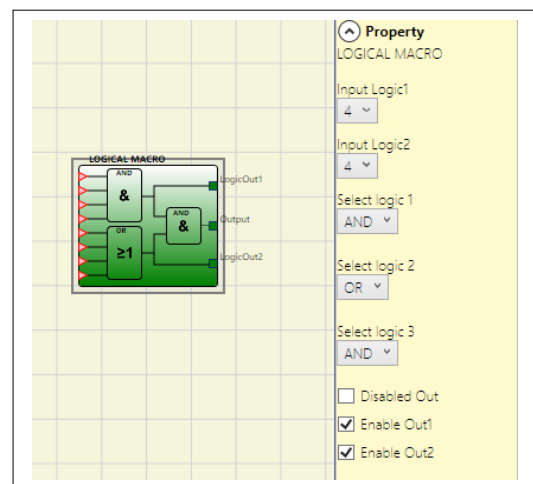 LOGICAL MACRO
AND
&
OR
≥1
AND
&
LogicOut1
Output
LogicOut2
Property
LOGICAL MACRO
Input Logic1
4
Input Logic2
4
Select logic 1
AND
Select logic 2
OR
Select logic 3
AND
Disabled Out
Enable Out1
Enable Out2